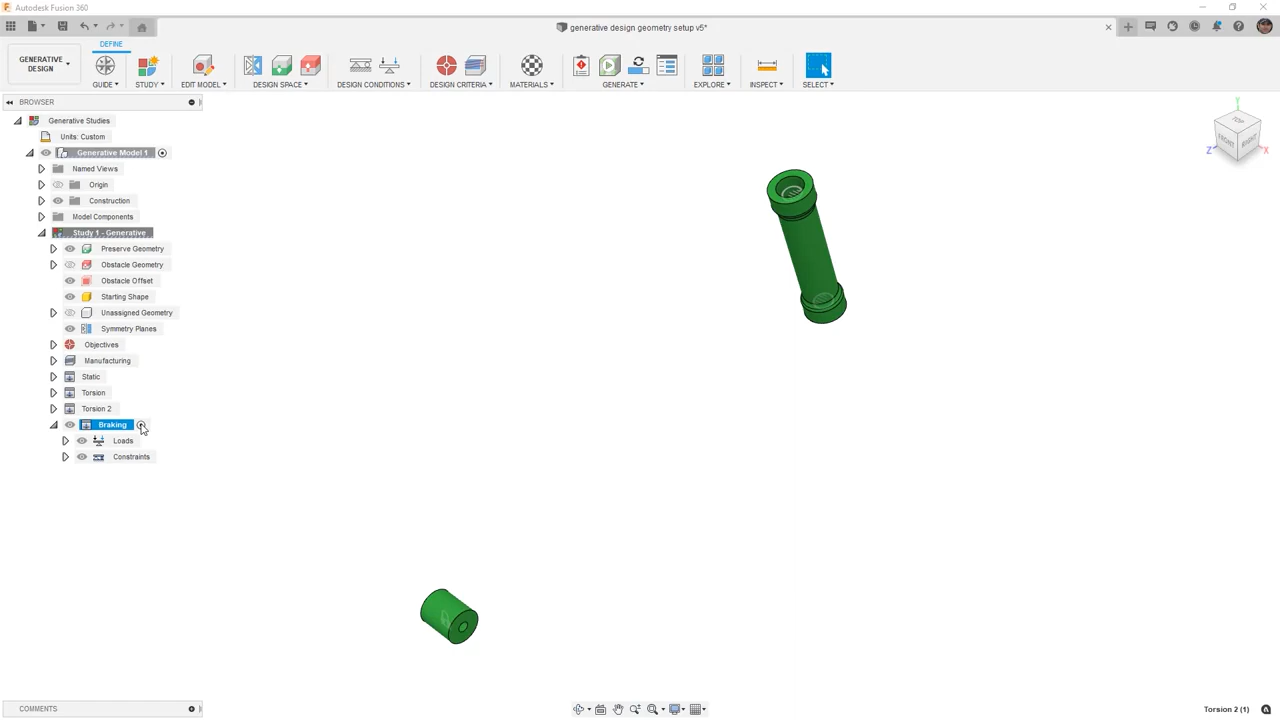 Autodesk Fusion 360
generative design geometry setup v5*
GENERATIVE
DESIGN
DEFINE
GUIDE
STUDY
EDIT MODEL
DESIGN SPACE
DESIGN CONDITIONS
DESIGN CRITERIA
MATERIALS
GENERATE
EXPLORE
INSPECT
SELECT
BROWSER
Generative Studies
Units: Custom
Generative Model 1
Named Views
Origin
Construction
Model Components
Study 1 - Generative
Preserve Geometry
Obstacle Geometry
Obstacle Offset
Starting Shape
Unassigned Geometry
Symmetry Planes
Objectives
Manufacturing
Static
Torsion
Torsion 2
Braking
Loads
Constraints
Y
TOP
FRONT
RIGHT
Z
X
COMMENTS
Torsion 2 (1)